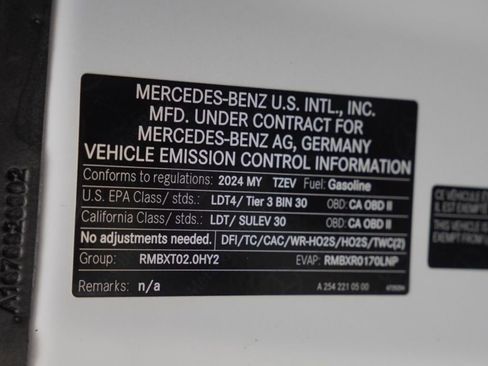 MERCEDES-BENZ U.S. INTL., INC.
MFD. UNDER CONTRACT FOR
MERCEDES-BENZ AG, GERMANY
VEHICLE EMISSION CONTROL INFORMATION
Conforms to regulations: 2024 MY TZEV Fuel: Gasoline
U.S. EPA Class/ stds.: LDT4/ Tier 3 BIN 30 OBD: CA OBD II
California Class/ stds.: LDT/ SULEV 30 OBD: CA OBD II
No adjustments needed. DFI/TC/CAC/WR-HO2S/HO2S/TWC(2)
Group: RMBXT02.0HY2 EVAP: RMBXR0170LNP
Remarks: n/a A 254 221 05 00